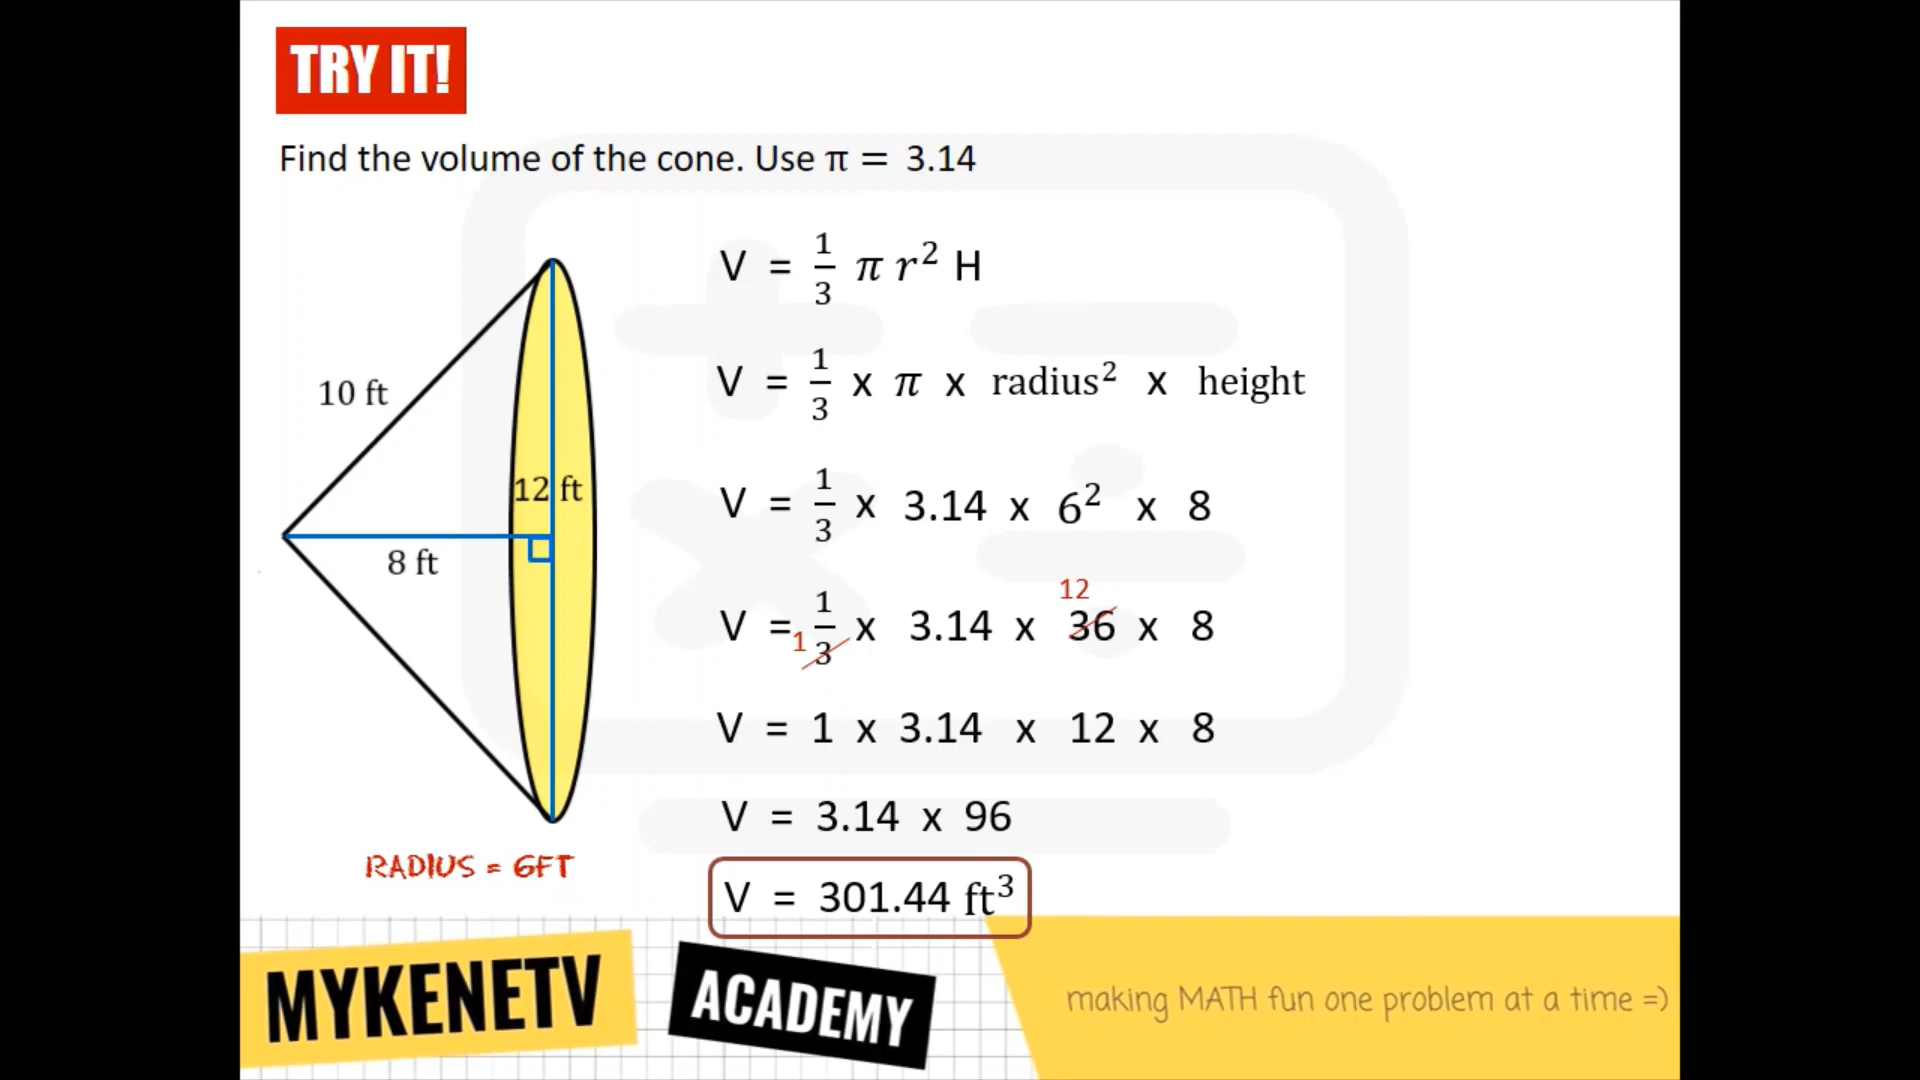 TRY IT!
Find the volume of the cone. Use π = 3.14
V = 1/3 π r² H
V = 1/3 x π x radius² x height
10 ft
12 ft
V = 1/3 x 3.14 x 6² x 8
8 ft
12
V = 1/3 x 3.14 x 36 x 8
1
V = 1 x 3.14 x 12 x 8
V = 3.14 x 96
RADIUS = 6FT
V = 301.44 ft³
MYKENETV
ACADEMY
making MATH fun one problem at a time =)